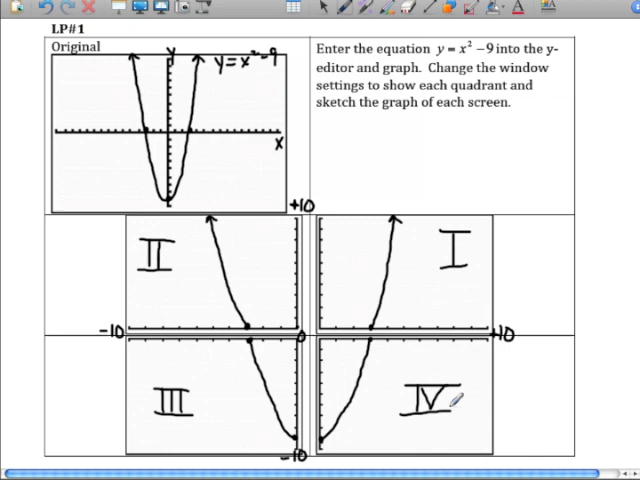 LP#1
Original
y
y=x²-9
x
Enter the equation y = x² − 9 into the y-
editor and graph. Change the window
settings to show each quadrant and
sketch the graph of each screen.
+10
II
I
-10
0
+10
III
IV
-10